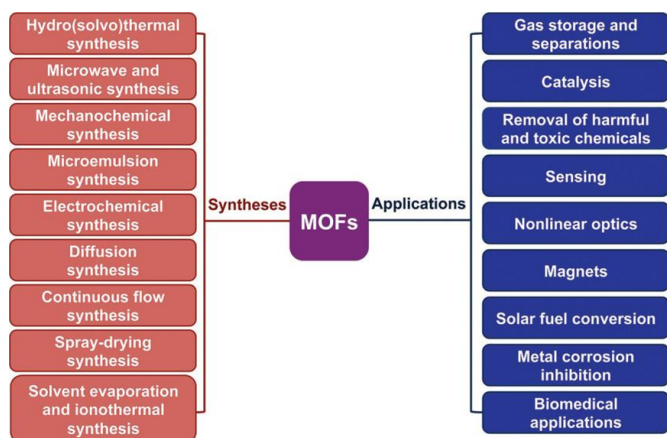 Hydro(solvo)thermal
synthesis
Microwave and
ultrasonic synthesis
Mechanochemical
synthesis
Microemulsion
synthesis
Electrochemical
synthesis
Diffusion
synthesis
Continuous flow
synthesis
Spray-drying
synthesis
Solvent evaporation
and ionothermal
synthesis
Syntheses
MOFs
Applications
Gas storage and
separations
Catalysis
Removal of harmful
and toxic chemicals
Sensing
Nonlinear optics
Magnets
Solar fuel conversion
Metal corrosion
inhibition
Biomedical
applications